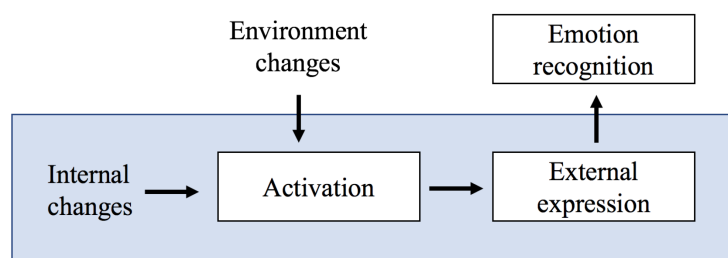 Environment
changes
Emotion
recognition
Internal
changes
Activation
External
expression